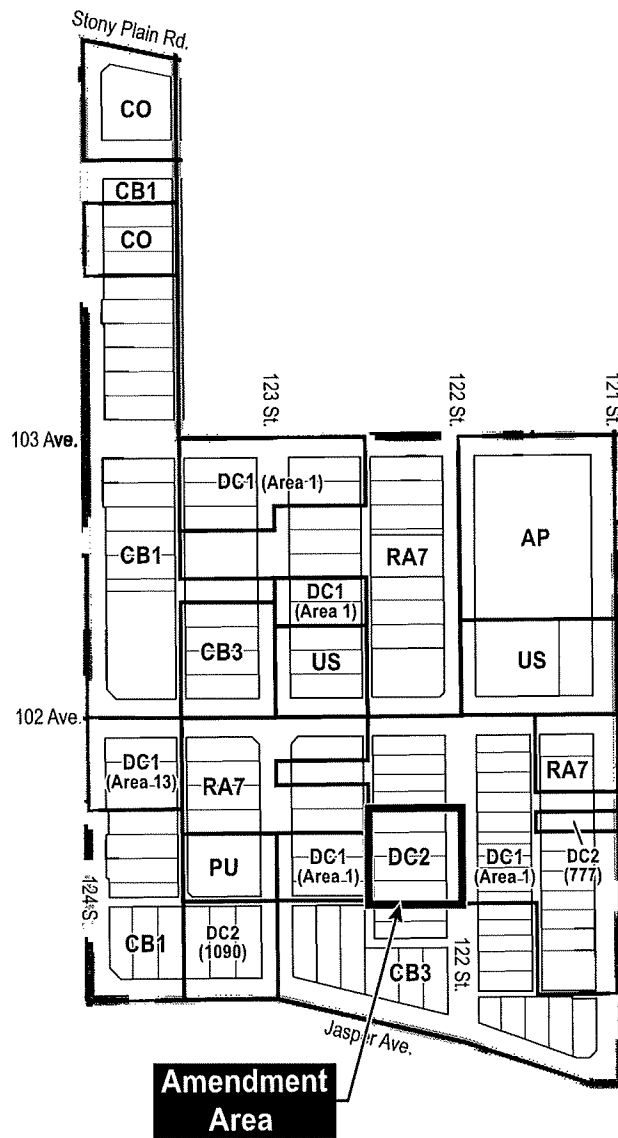 Stony Plain Rd.
CO
CB1
CO
123 St.
122 St.
121 St.
103 Ave.
DC1 (Area 1)
CB1
RA7
AP
DC1
(Area 1)
CB3
US
US
102 Ave.
DC1
(Area 13)
RA7
RA7
PU
DC1
(Area 1)
DC2
DC1
(Area 1)
DC2
(777)
124 S
CB1
DC2
(1090)
122 St.
CB3
Jasper Ave.
Amendment
Area